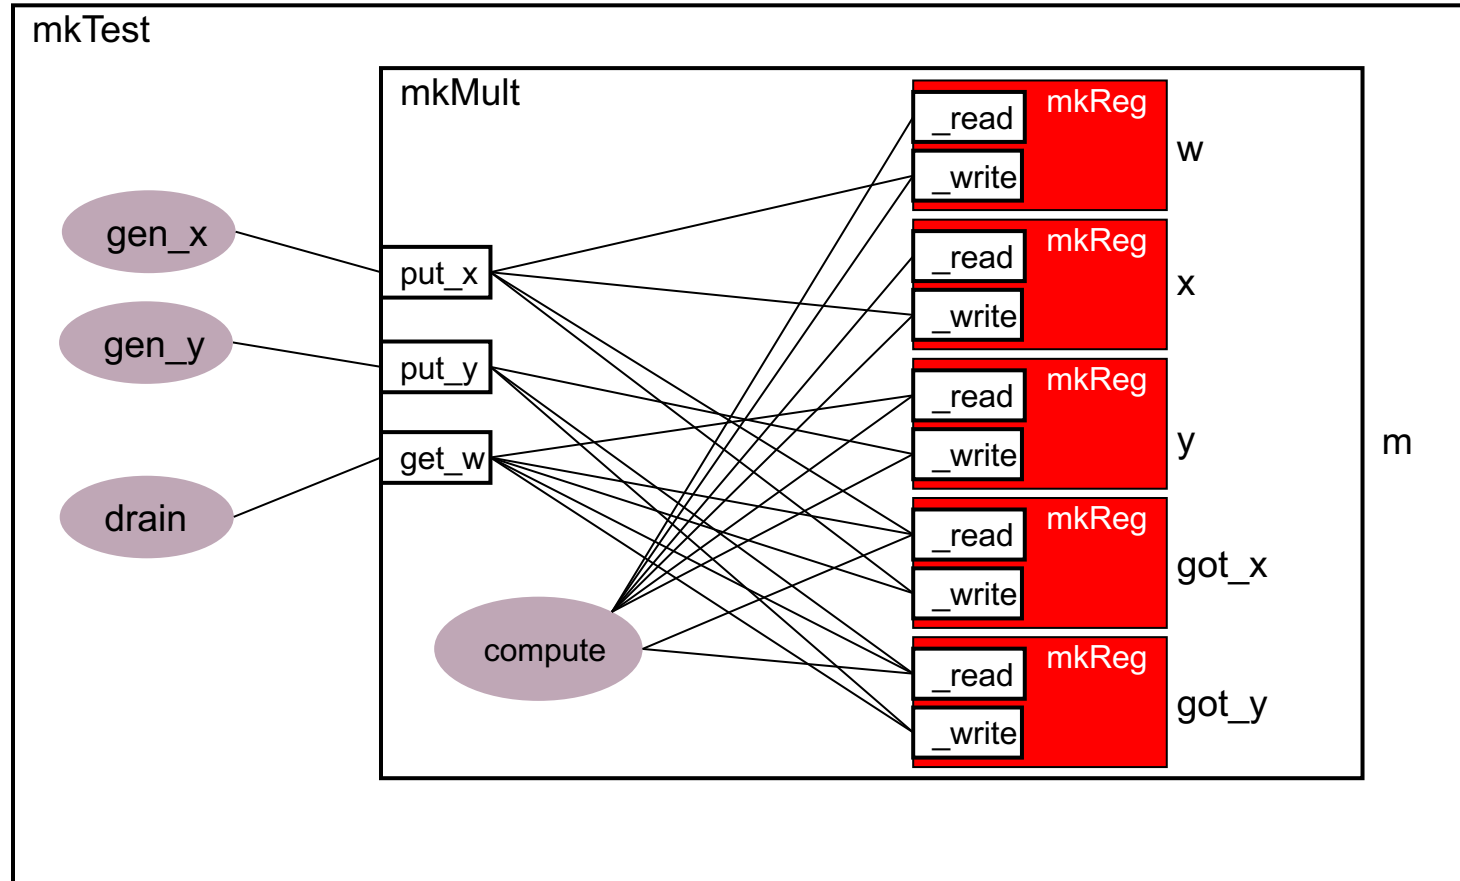 mkTest
mkMult
gen_x
gen_y
drain
put_x
put_y
get_w
compute
_read
mkReg
_write
w
_read
mkReg
_write
x
_read
mkReg
_write
y
_read
mkReg
_write
got_x
_read
mkReg
_write
got_y
m